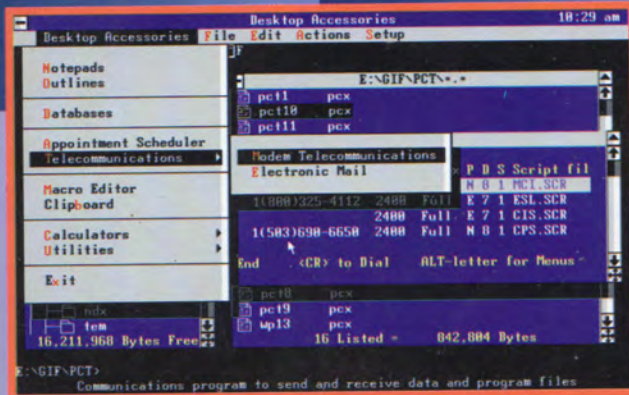 Desktop Accessories 10:29 am
Desktop Accessories File Edit Actions Setup
Notepads
Outlines
Databases
Appointment Scheduler
Telecommunications
Macro Editor
Clipboard
Calculators
Utilities
Exit
ndx
tem
16,211,968 Bytes Free
E:\GIF\PCT\*.*
pct1 pcx
pct10 pcx
pct11 pcx
Modem Telecommunications
Electronic Mail
P D S Script fil
N 8 1 MCI.SCR
1(800)325-4112 2400 Full E 7 1 ESL.SCR
2400 Full E 7 1 CIS.SCR
1(503)690-6650 2400 Full N 8 1 CPS.SCR
End <CR> to Dial ALT-letter for Menus
pct8 pcx
pct9 pcx
wp13 pcx
16 Listed = 842,804 Bytes
E:\GIF\PCT>
Communications program to send and receive data and program files